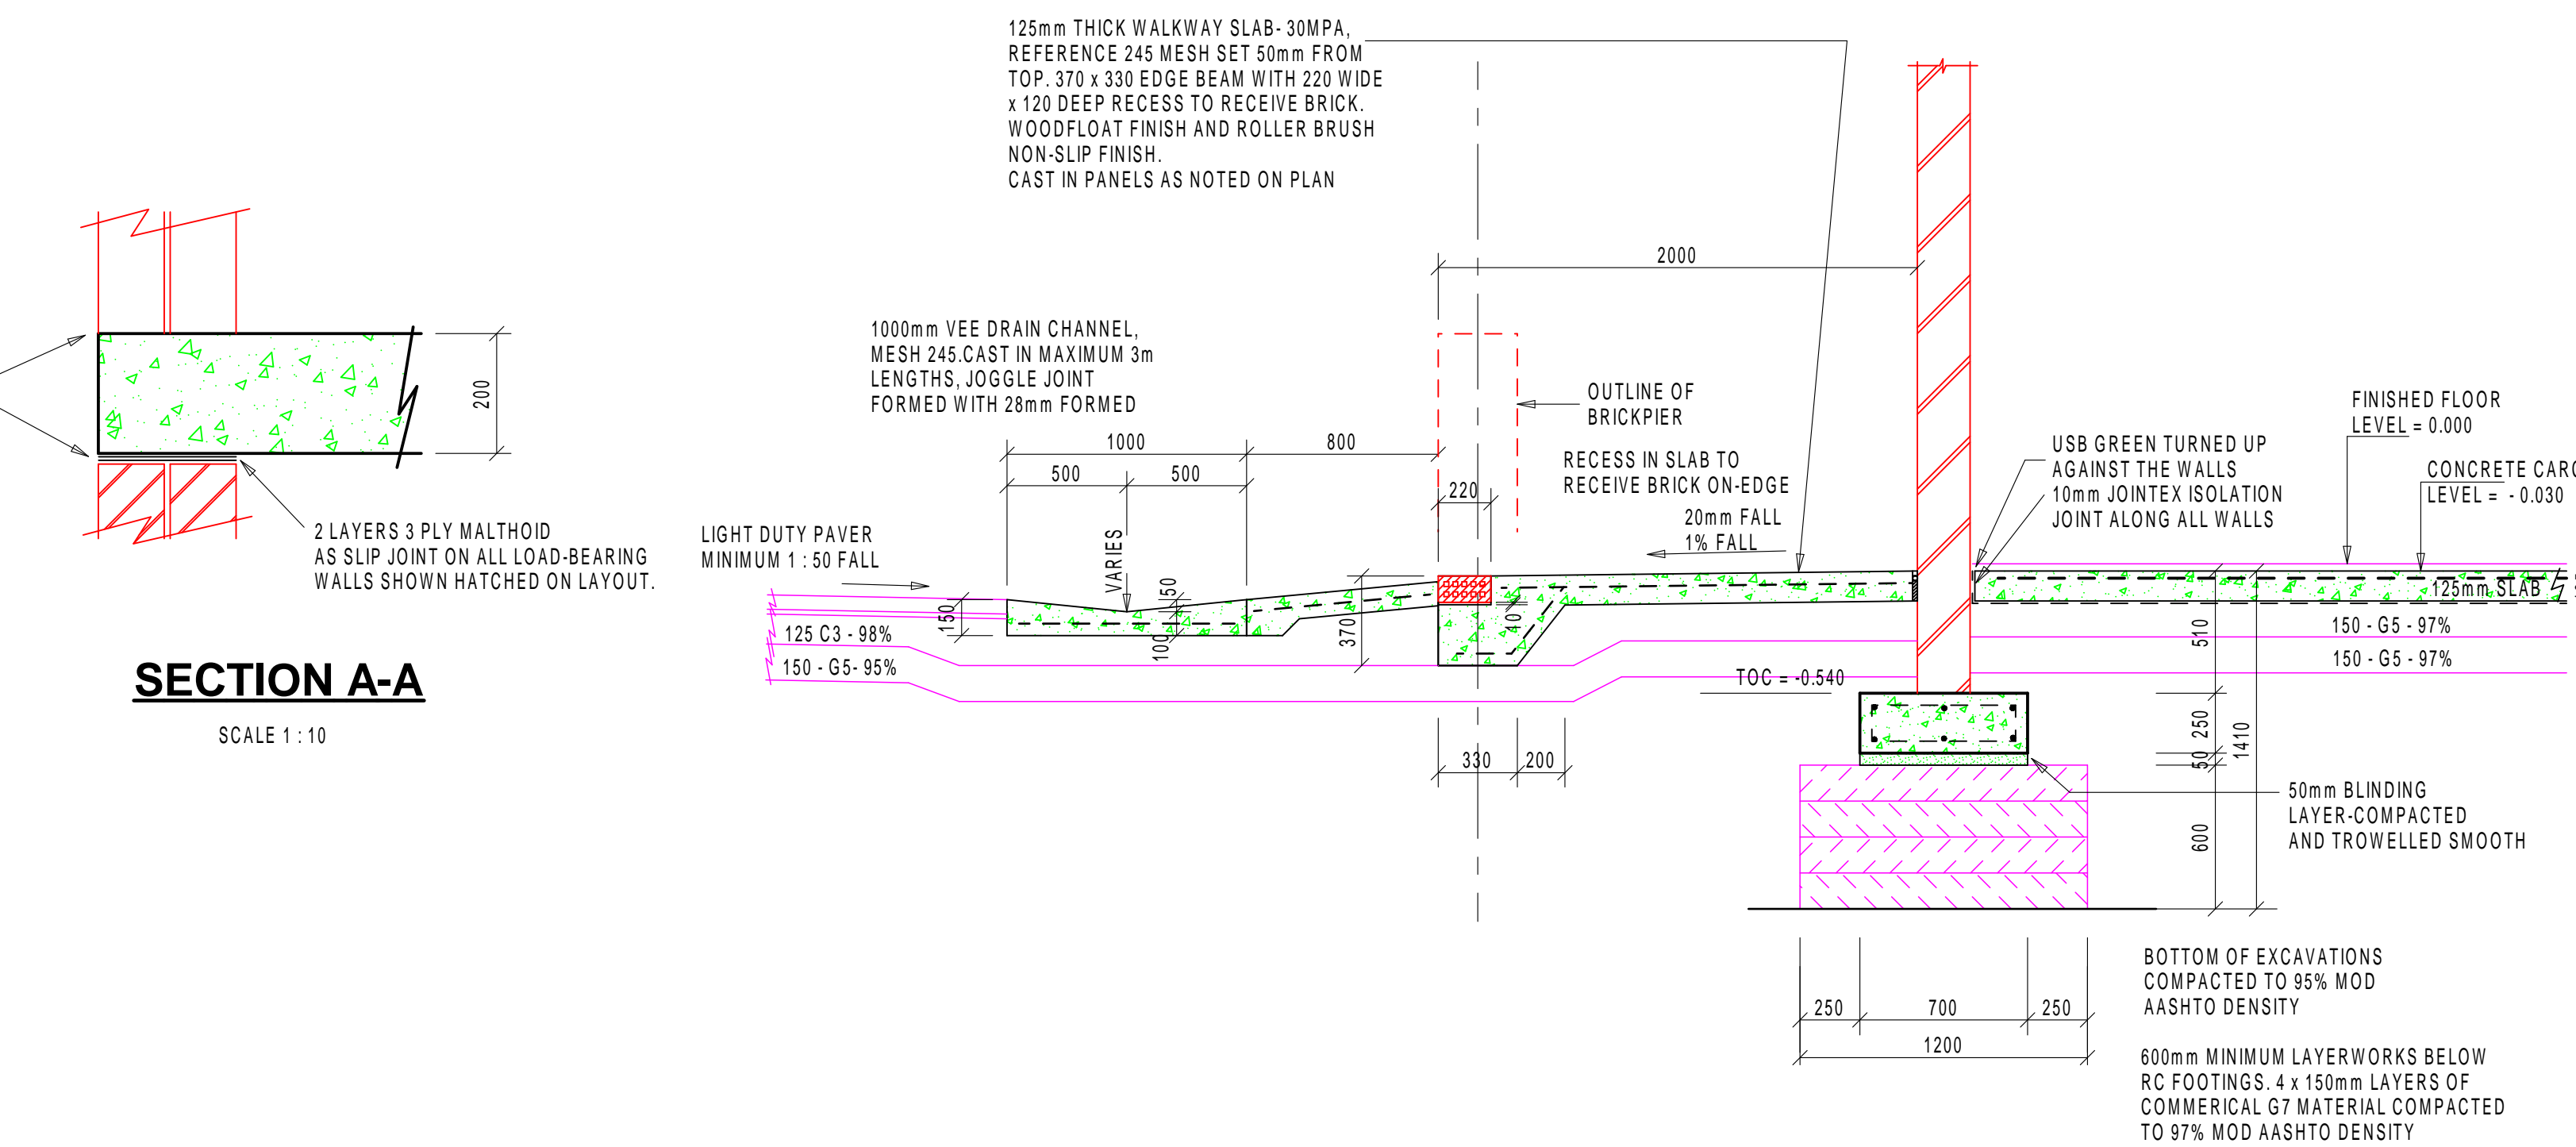 125mm THICK WALKWAY SLAB- 30MPA,
REFERENCE 245 MESH SET 50mm FROM
TOP. 370 x 330 EDGE BEAM WITH 220 WIDE
x 120 DEEP RECESS TO RECEIVE BRICK.
WOODFLOAT FINISH AND ROLLER BRUSH
NON-SLIP FINISH.
CAST IN PANELS AS NOTED ON PLAN
200
2 LAYERS 3 PLY MALTHOID
AS SLIP JOINT ON ALL LOAD-BEARING
WALLS SHOWN HATCHED ON LAYOUT.
SECTION A-A
SCALE 1 : 10
1000mm VEE DRAIN CHANNEL,
MESH 245.CAST IN MAXIMUM 3m
LENGTHS, JOGGLE JOINT
FORMED WITH 28mm FORMED
2000
1000
800
500
500
220
OUTLINE OF
BRICKPIER
RECESS IN SLAB TO
RECEIVE BRICK ON-EDGE
20mm FALL
1% FALL
LIGHT DUTY PAVER
MINIMUM 1 : 50 FALL
VARIES
150
50
100
370
10
125 C3 - 98%
150 - G5- 95%
TOC = -0.540
330
200
USB GREEN TURNED UP
AGAINST THE WALLS
10mm JOINTEX ISOLATION
JOINT ALONG ALL WALLS
FINISHED FLOOR
LEVEL = 0.000
CONCRETE CARC
LEVEL = - 0.030
125mm SLAB
150 - G5 - 97%
150 - G5 - 97%
510
250
50
600
1410
50mm BLINDING
LAYER-COMPACTED
AND TROWELLED SMOOTH
250
700
250
1200
BOTTOM OF EXCAVATIONS
COMPACTED TO 95% MOD
AASHTO DENSITY
600mm MINIMUM LAYERWORKS BELOW
RC FOOTINGS. 4 x 150mm LAYERS OF
COMMERICAL G7 MATERIAL COMPACTED
TO 97% MOD AASHTO DENSITY